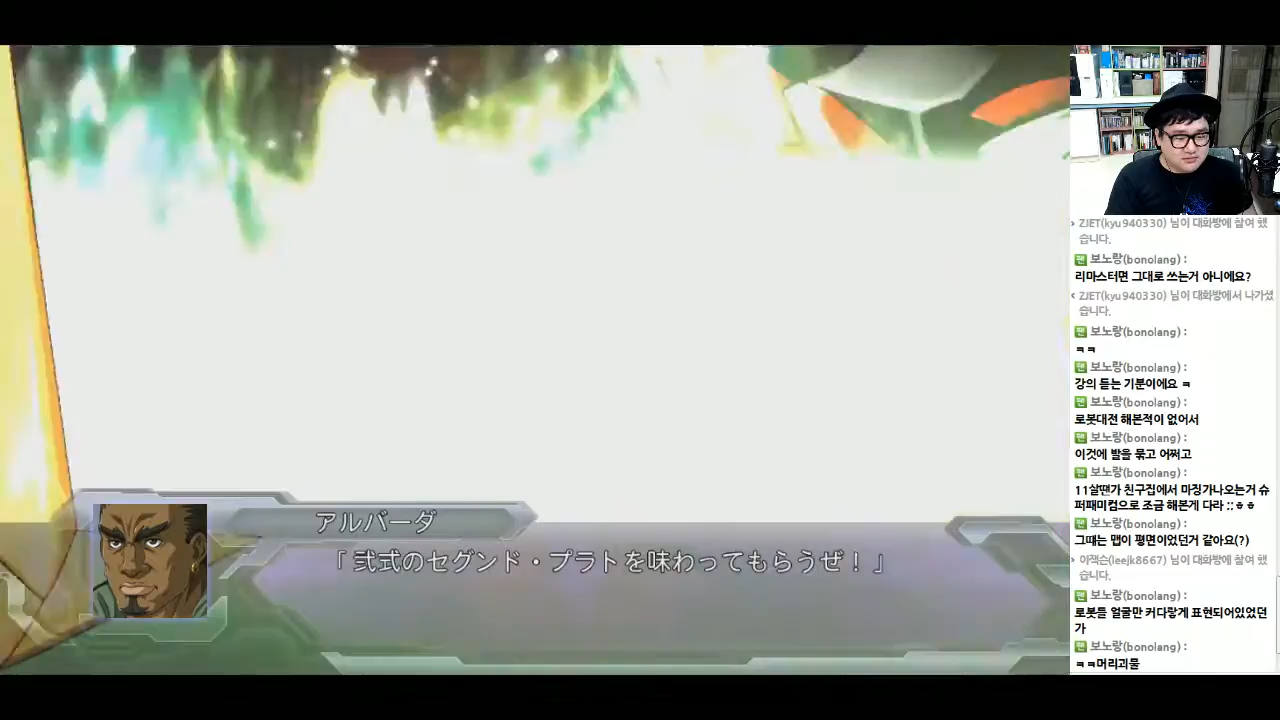 アルバーダ
「弐式のセグンド・プラトを味わってもらうぜ！」
> ZJET(kyu940330) 님이 대화방에 참여 했
습니다.
팬 보노랑(bonolang) :
리마스터면 그대로 쓰는거 아니에요?
< ZJET(kyu940330) 님이 대화방에서 나가셨
습니다.
팬 보노랑(bonolang) :
ㅋㅋ
팬 보노랑(bonolang) :
강의 듣는 기분이에요 ㅋ
팬 보노랑(bonolang) :
로봇대전 해본적이 없어서
팬 보노랑(bonolang) :
이것에 발을 묶고 어쩌고
팬 보노랑(bonolang) :
11살땐가 친구집에서 마징가나오는거 슈
퍼패미컴으로 조금 해본게 다라 ;;ㅎㅎ
팬 보노랑(bonolang) :
그때는 맵이 평면이었던거 같아요(?)
> 아잭슨(leejk8667) 님이 대화방에 참여 했
습니다.
팬 보노랑(bonolang) :
로봇들 얼굴만 커다랗게 표현되어있었던
가
팬 보노랑(bonolang) :
ㅋㅋ머리괴물